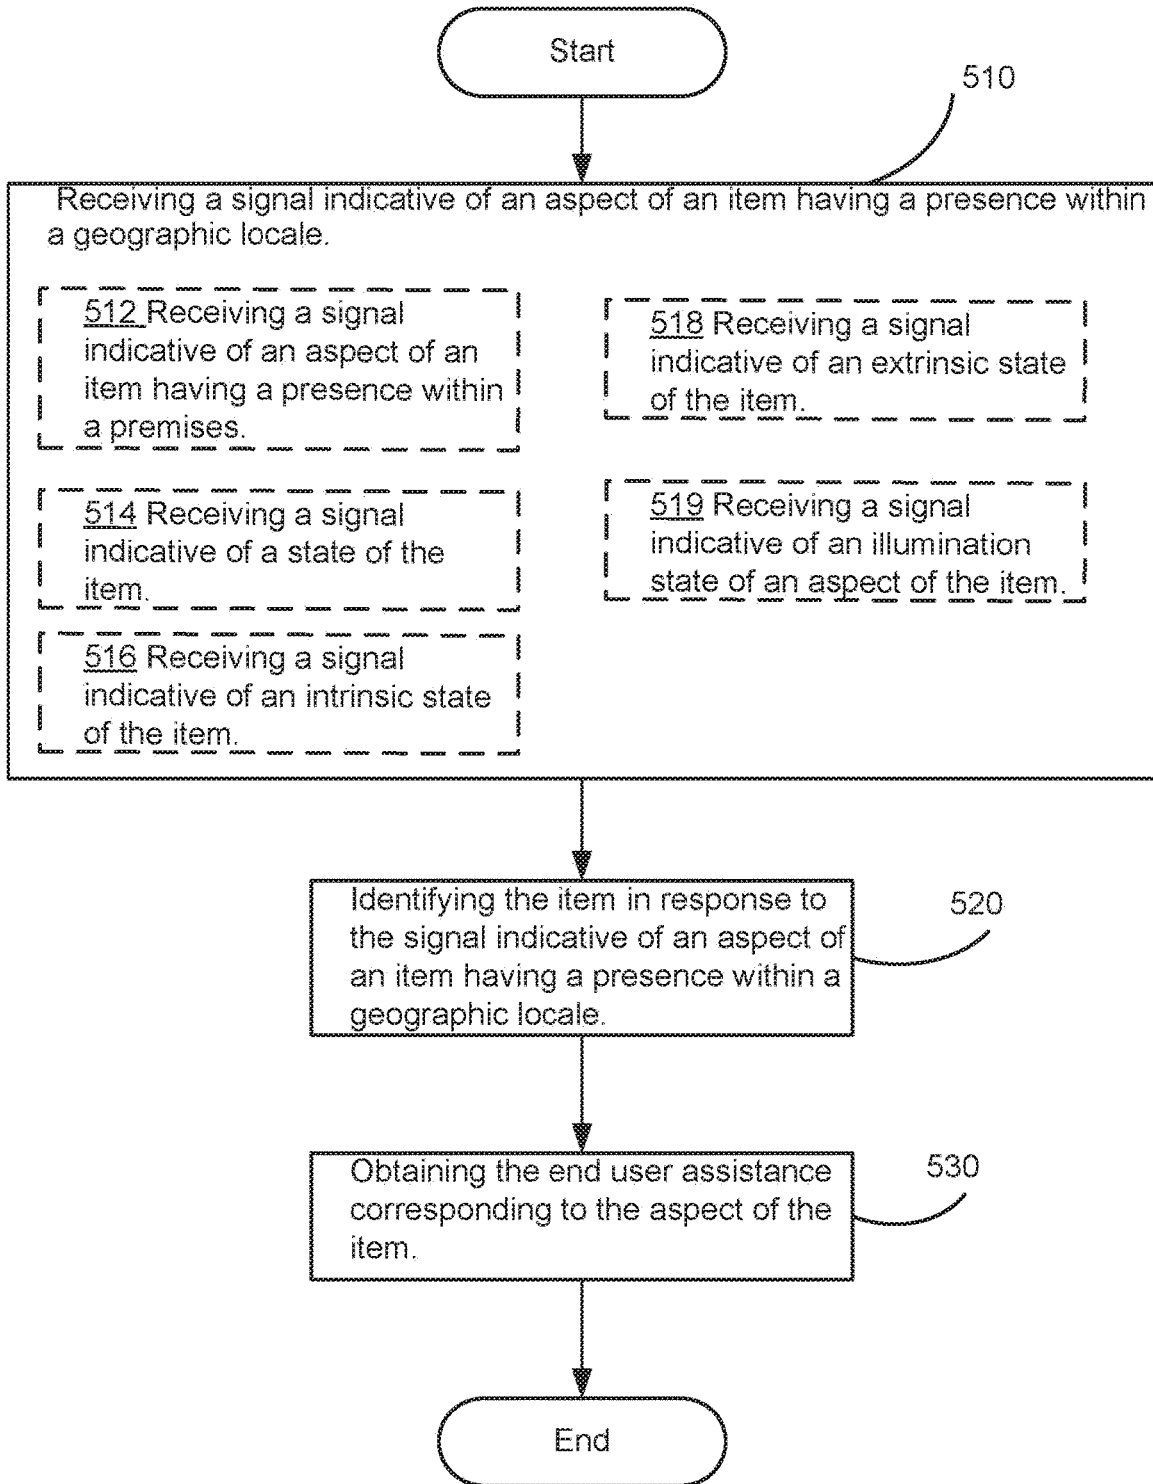 Start
510
Receiving a signal indicative of an aspect of an item having a presence within
a geographic locale.
512 Receiving a signal
indicative of an aspect of an
item having a presence within
a premises.
514 Receiving a signal
indicative of a state of the
item.
516 Receiving a signal
indicative of an intrinsic state
of the item.
518 Receiving a signal
indicative of an extrinsic state
of the item.
519 Receiving a signal
indicative of an illumination
state of an aspect of the item.
Identifying the item in response to
the signal indicative of an aspect of
an item having a presence within a
geographic locale.
520
Obtaining the end user assistance
corresponding to the aspect of the
item.
530
End